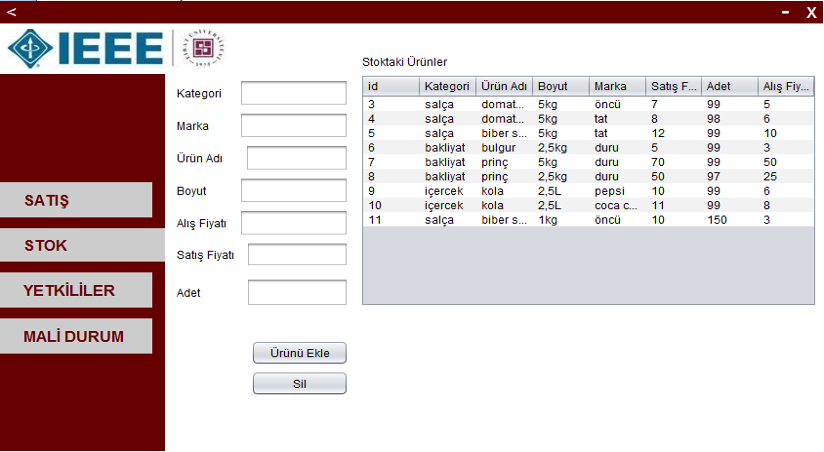 <
- X
IEEE
FIRAT ÜNİVERSİTESİ
1975
SATIŞ
STOK
YETKİLİLER
MALİ DURUM
Kategori
Marka
Ürün Adı
Boyut
Alış Fiyatı
Satış Fiyatı
Adet
Ürünü Ekle
Sil
Stoktaki Ürünler
id Kategori Ürün Adı Boyut Marka Satış F... Adet Alış Fiy...
3 salça domat... 5kg öncü 7 99 5
4 salça domat... 5kg tat 8 98 6
5 salça biber s... 5kg tat 12 99 10
6 bakliyat bulgur 2,5kg duru 5 99 3
7 bakliyat prinç 5kg duru 70 99 50
8 bakliyat prinç 2,5kg duru 50 97 25
9 içercek kola 2,5L pepsi 10 99 6
10 içercek kola 2,5L coca c... 11 99 8
11 salça biber s... 1kg öncü 10 150 3